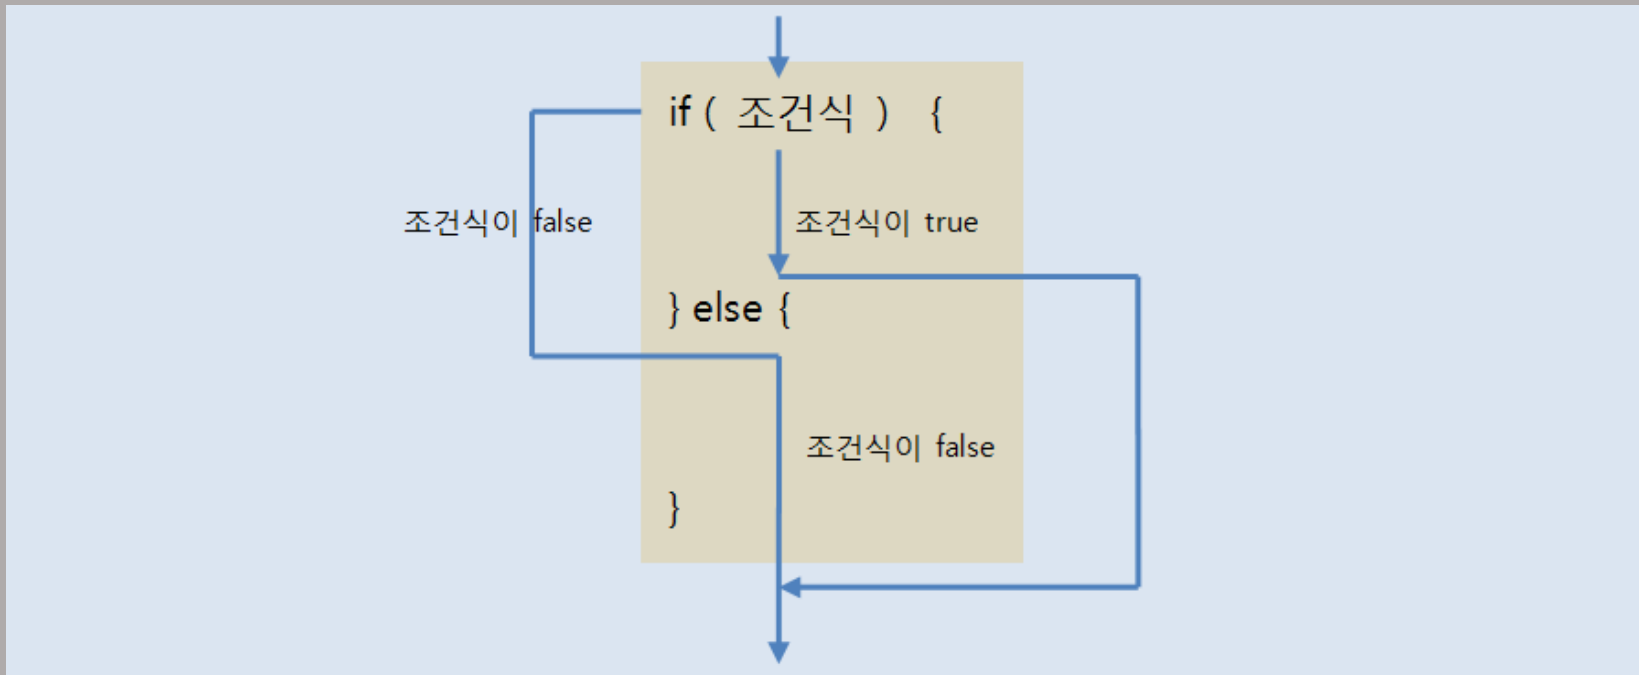 if ( 조건식 ) {
조건식이 false
조건식이 true
} else {
조건식이 false
}